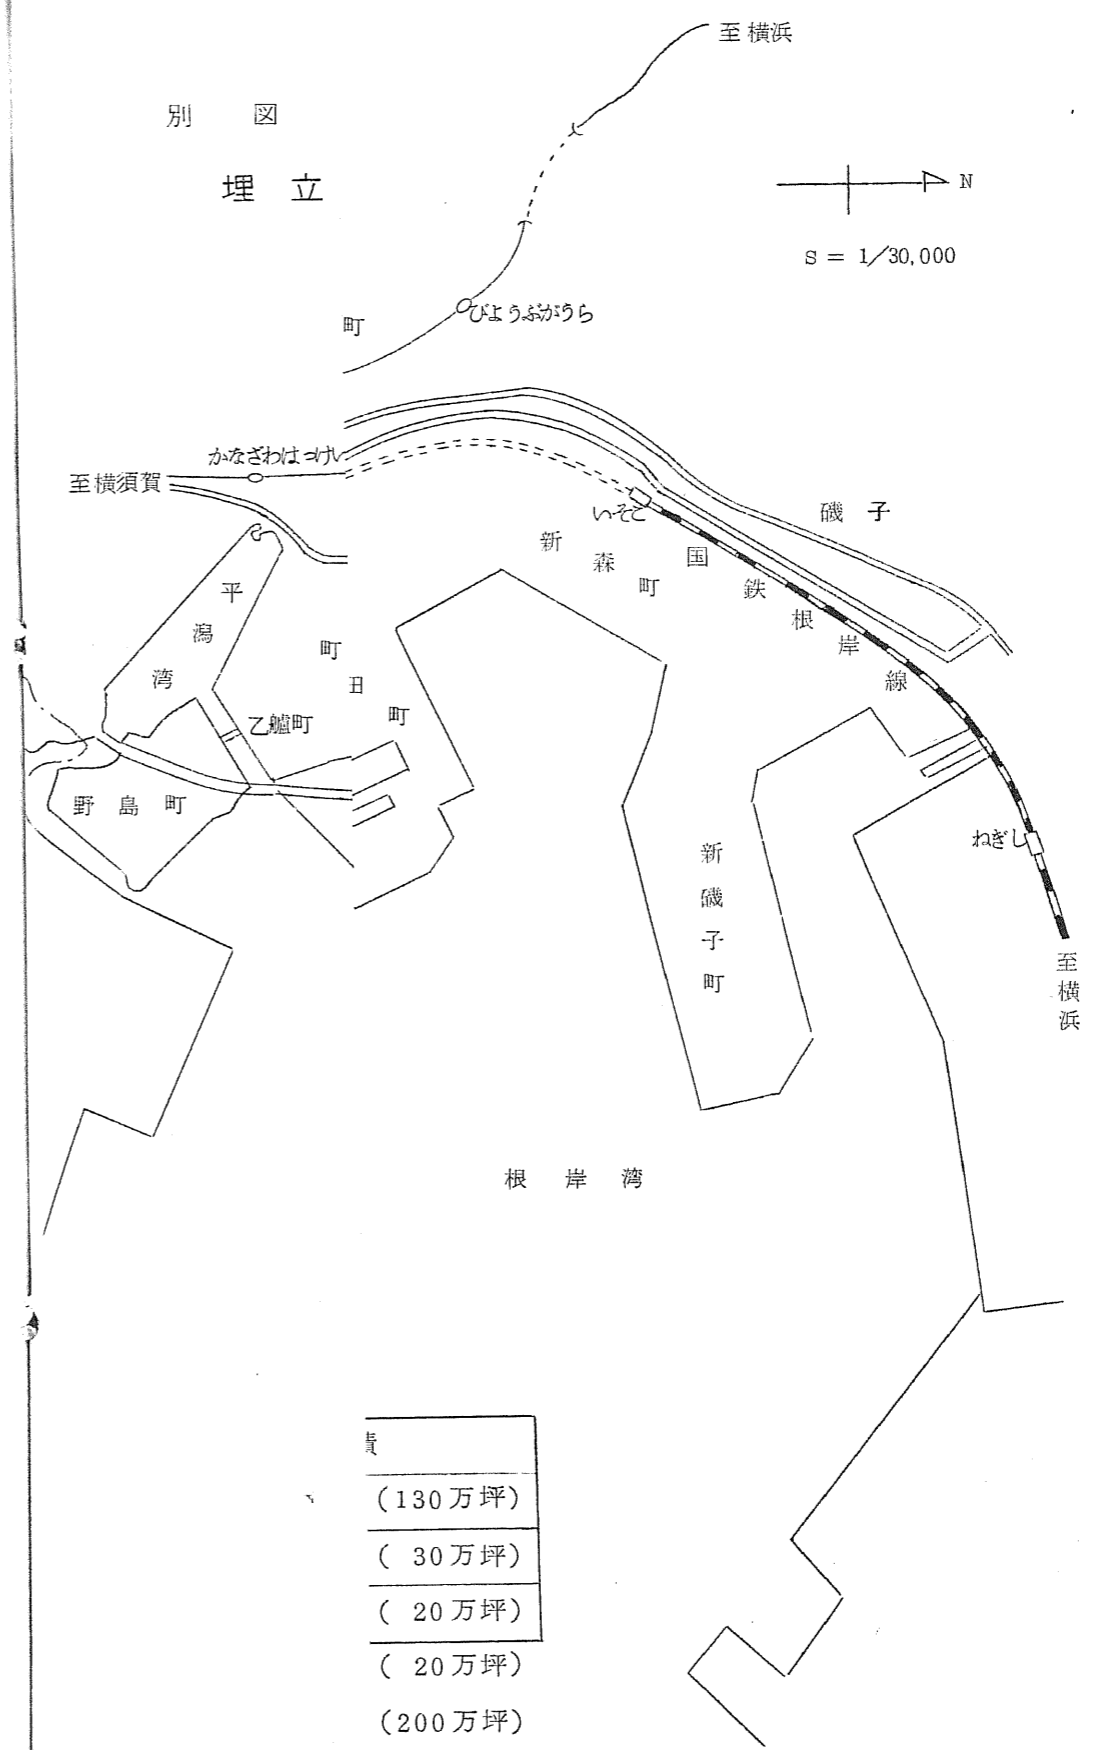 至横浜
別図
埋立
N
S = 1/30,000
びようぶがうら
町
かなざわはっけい
至横須賀
いそご
磯子
新森町
国鉄根岸線
平潟湾
町
町
乙艫町
野島町
ねぎし
新磯子町
至横浜
根岸湾
(130万坪)
( 30万坪)
( 20万坪)
( 20万坪)
(200万坪)